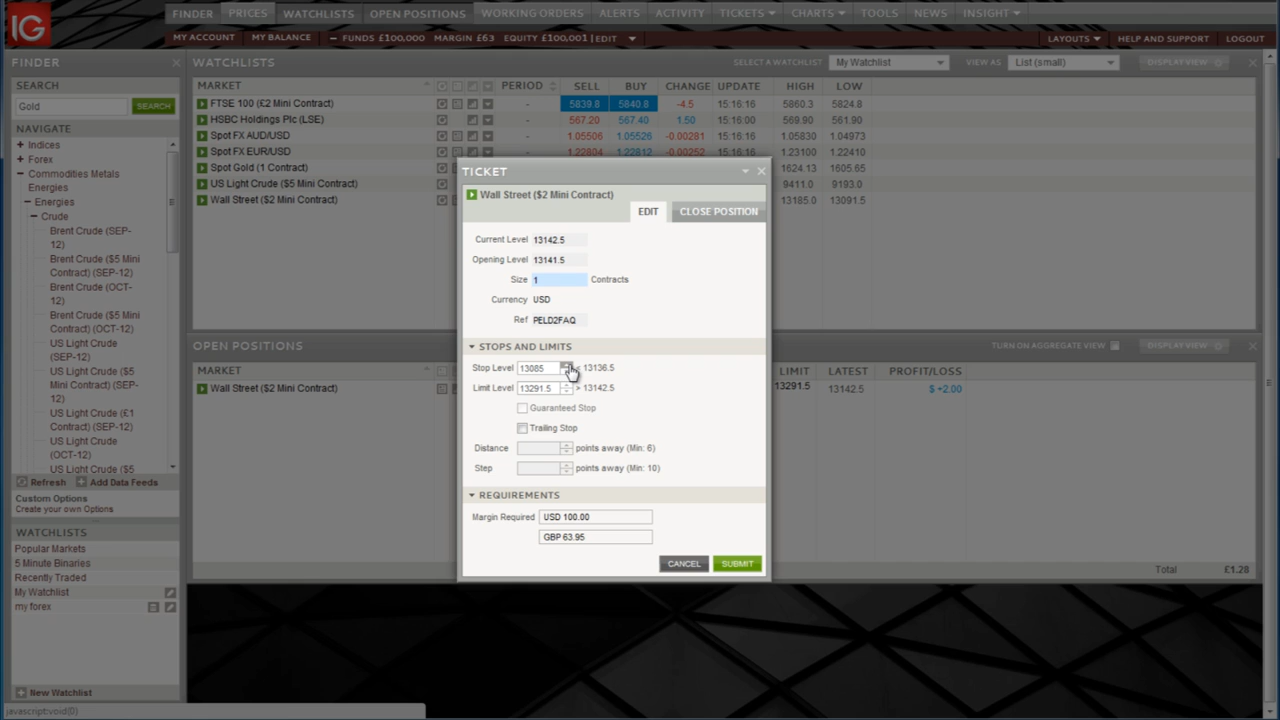 IG
FINDER PRICES WATCHLISTS OPEN POSITIONS WORKING ORDERS ALERTS ACTIVITY TICKETS CHARTS TOOLS NEWS INSIGHT
MY ACCOUNT MY BALANCE – FUNDS £100,000 MARGIN £63 EQUITY £100,001 | EDIT LAYOUTS HELP AND SUPPORT LOGOUT
FINDER
SEARCH
Gold SEARCH
NAVIGATE
Indices
Forex
Commodities Metals
Energies
Energies
Crude
Brent Crude (SEP-
12)
Brent Crude ($5 Mini
Contract) (SEP-12)
Brent Crude (OCT-
12)
Brent Crude ($5 Mini
Contract) (OCT-12)
US Light Crude
(SEP-12)
US Light Crude ($5
Mini Contract)
(SEP-12)
US Light Crude (£1
Contract) (SEP-12)
US Light Crude
(OCT-12)
US Light Crude ($5
Refresh Add Data Feeds
Custom Options
Create your own Options
WATCHLISTS
Popular Markets
5 Minute Binaries
Recently Traded
My Watchlist
my forex
New Watchlist
javascript:void(0)
WATCHLISTS SELECT A WATCHLIST My Watchlist VIEW AS List (small) DISPLAY VIEW
MARKET PERIOD SELL BUY CHANGE UPDATE HIGH LOW
FTSE 100 (£2 Mini Contract) - 5839.8 5840.8 -4.5 15:16:16 5860.3 5824.8
HSBC Holdings Plc (LSE) - 567.20 567.40 1.50 15:16:00 569.90 561.90
Spot FX AUD/USD - 1.05506 1.05526 -0.00281 15:16:16 1.05830 1.04973
Spot FX EUR/USD - 1.22804 1.22812 -0.00252 15:16:16 1.23100 1.22410
Spot Gold (1 Contract) 1624.13 1605.65
US Light Crude ($5 Mini Contract) 9411.0 9193.0
Wall Street ($2 Mini Contract) 13185.0 13091.5
OPEN POSITIONS TURN ON AGGREGATE VIEW DISPLAY VIEW
MARKET LIMIT LATEST PROFIT/LOSS
Wall Street ($2 Mini Contract) 13291.5 13142.5 $ +2.00
Total £1.28
TICKET
Wall Street ($2 Mini Contract)
EDIT CLOSE POSITION
Current Level 13142.5
Opening Level 13141.5
Size 1 Contracts
Currency USD
Ref PELD2FAQ
STOPS AND LIMITS
Stop Level 13085 < 13136.5
Limit Level 13291.5 > 13142.5
Guaranteed Stop
Trailing Stop
Distance points away (Min: 6)
Step points away (Min: 10)
REQUIREMENTS
Margin Required USD 100.00
GBP 63.95
CANCEL SUBMIT